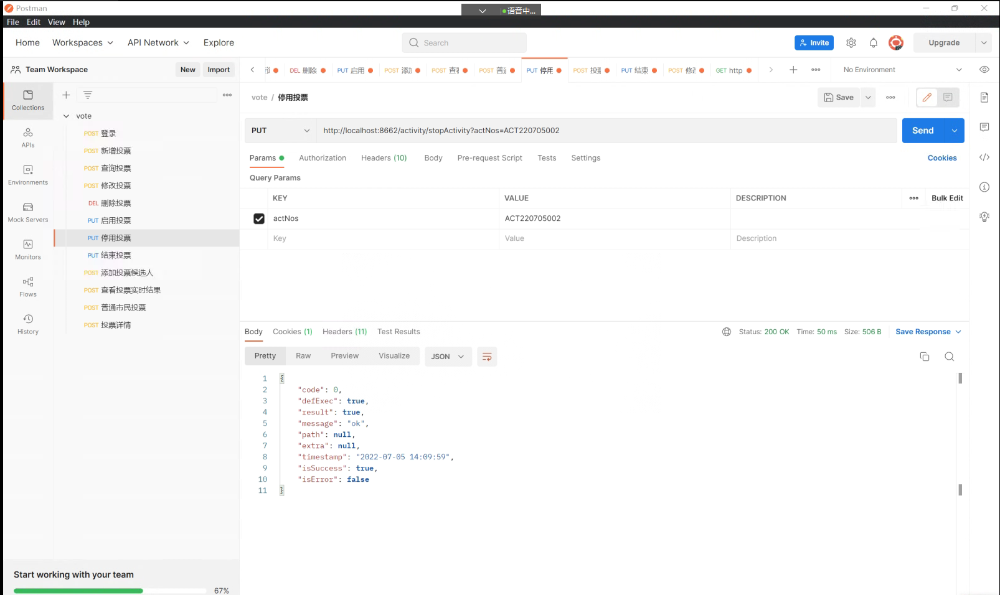 Postman
语音中...
File Edit View Help
Home Workspaces API Network Explore
Search
Invite
Upgrade
Team Workspace
New Import
DEL 删除
PUT 启用
POST 添加
POST 查看
POST 普通
PUT 停用
POST 投票
PUT 结束
POST 修改
GET http
No Environment
Collections
APIs
Environments
Mock Servers
Monitors
Flows
History
vote
POST 登录
POST 新增投票
POST 查询投票
POST 修改投票
DEL 删除投票
PUT 启用投票
PUT 停用投票
PUT 结束投票
POST 添加投票候选人
POST 查看投票实时结果
POST 普通市民投票
POST 投票详情
Start working with your team
67%
vote / 停用投票
Save
PUT http://localhost:8662/activity/stopActivity?actNos=ACT220705002
Send
Params Authorization Headers (10) Body Pre-request Script Tests Settings
Cookies
Query Params
KEY VALUE DESCRIPTION
Bulk Edit
actNos ACT220705002
Key Value Description
Body Cookies (1) Headers (11) Test Results
Status: 200 OK Time: 50 ms Size: 506 B
Save Response
Pretty Raw Preview Visualize JSON
1 {
2 "code": 0,
3 "defExec": true,
4 "result": true,
5 "message": "ok",
6 "path": null,
7 "extra": null,
8 "timestamp": "2022-07-05 14:09:59",
9 "isSuccess": true,
10 "isError": false
11 }